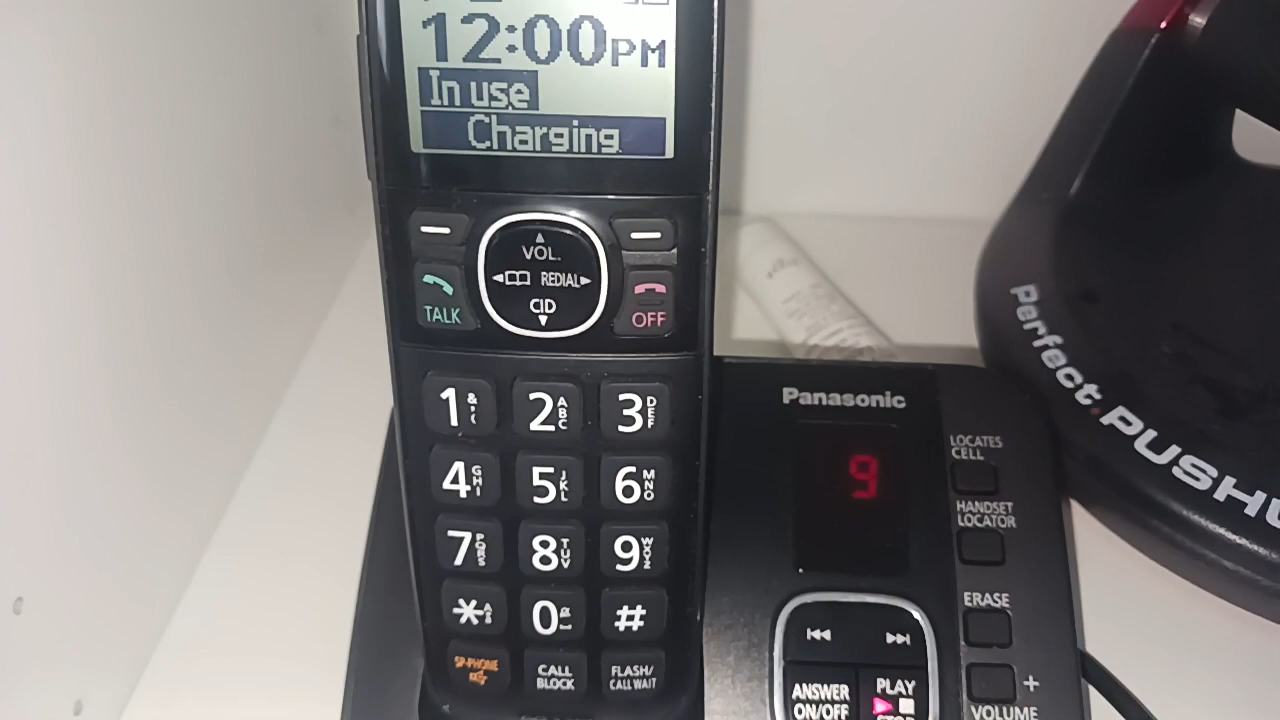 12:00PM
In use
Charging
VOL.
REDIAL
CID
TALK
OFF
1 & ' , (
2 ABC
3 DEF
4 GHI
5 JKL
6 MNO
7 PQRS
8 TUV
9 WXYZ
*
0
#
SP-PHONE
CALL
BLOCK
FLASH/
CALL WAIT
Panasonic
9
LOCATES
CELL
HANDSET
LOCATOR
ERASE
ANSWER
ON/OFF
PLAY
STOP
+
VOLUME
Perfect.PUSH